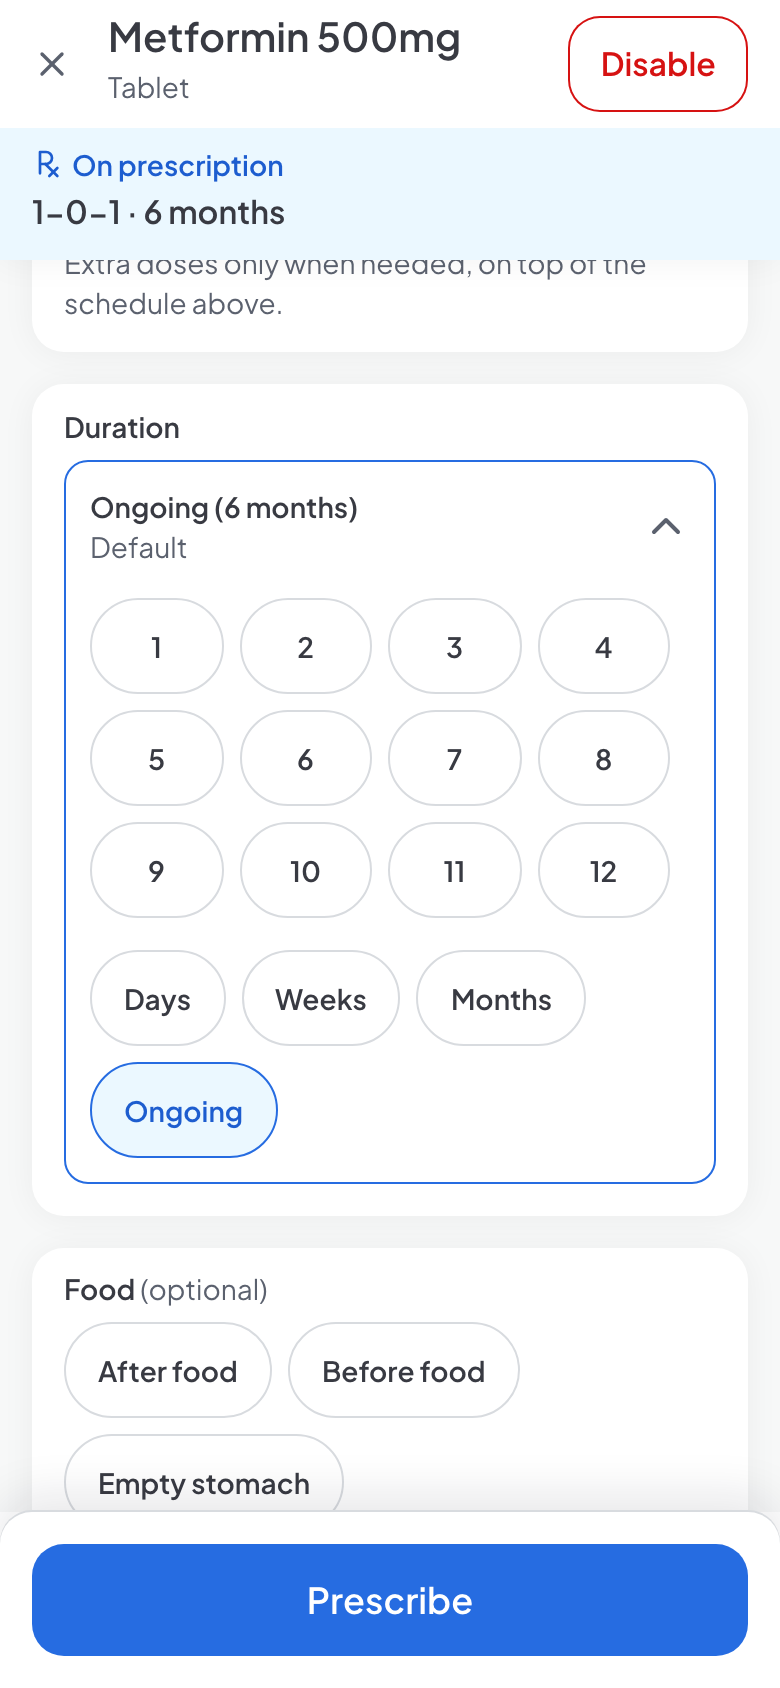 Metformin 500mg
Tablet
Disable
On prescription
1–0–1 · 6 months
Extra doses only when needed, on top of the
schedule above.
Duration
Ongoing (6 months)
Default
1 2 3 4
5 6 7 8
9 10 11 12
Days Weeks Months
Ongoing
Food (optional)
After food Before food
Empty stomach
Prescribe